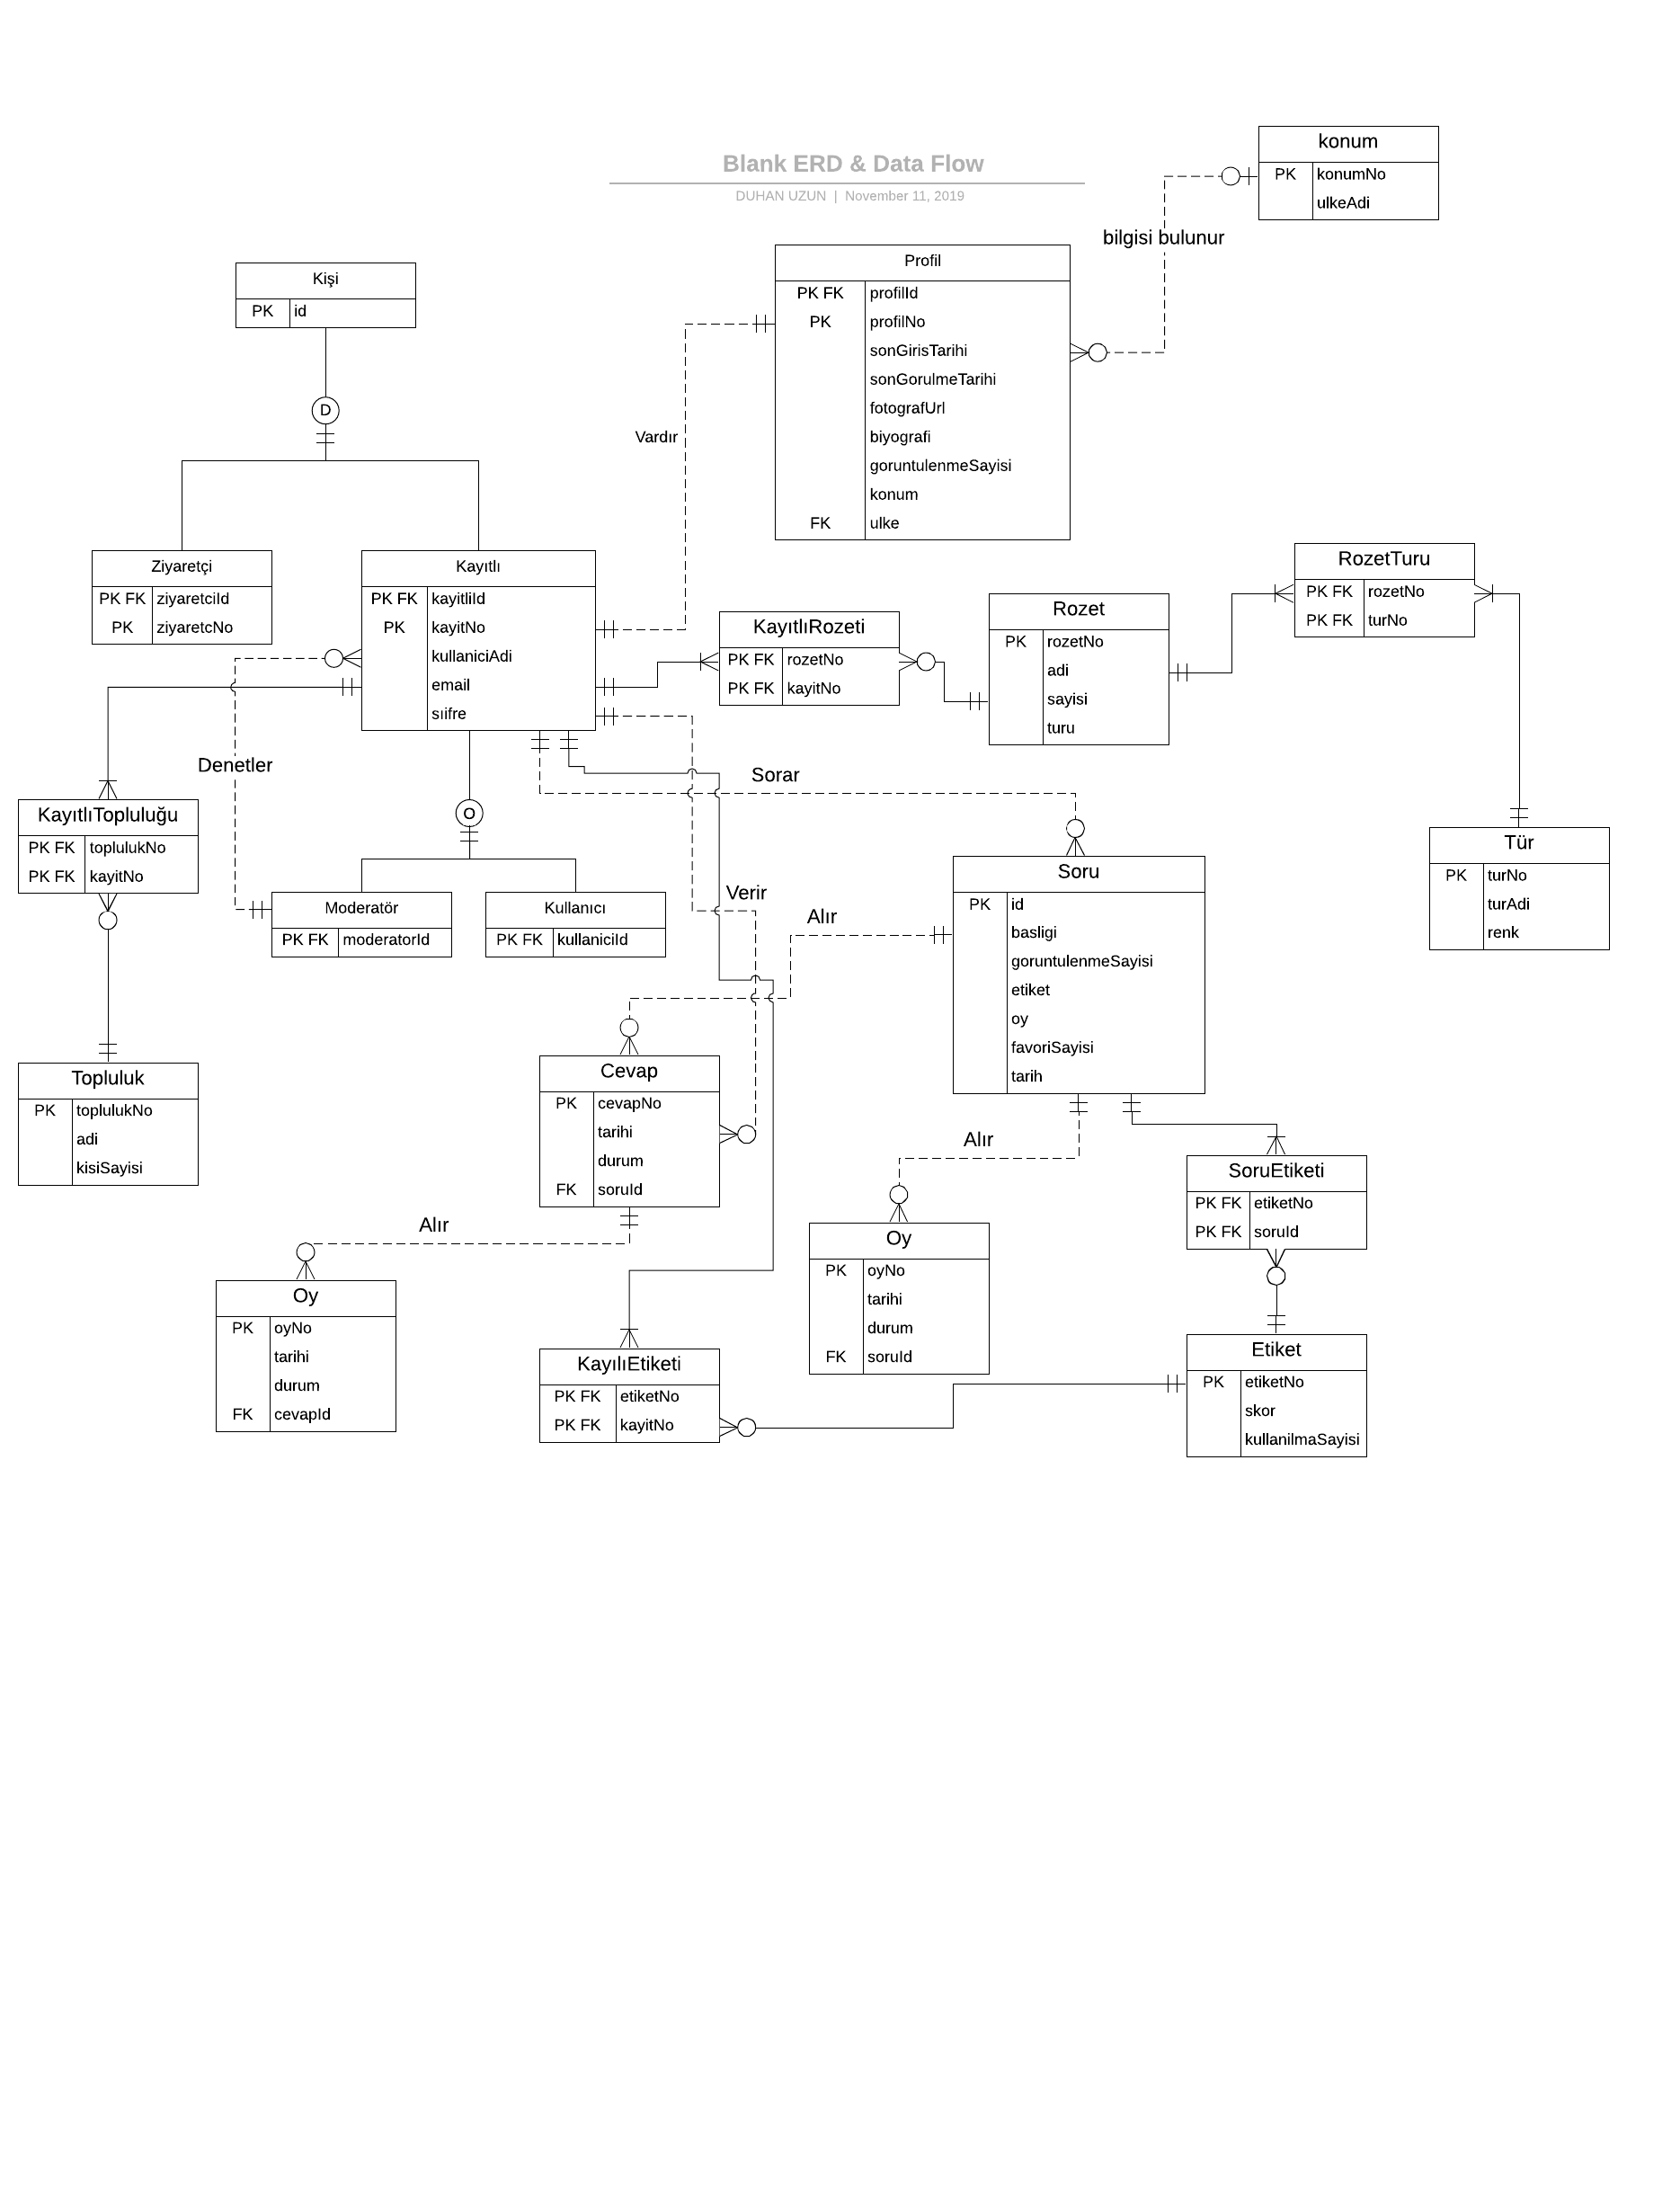 Blank ERD & Data Flow
DUHAN UZUN | November 11, 2019
konum
PK konumNo
ulkeAdi
bilgisi bulunur
Profil
PK FK profilId
PK profilNo
sonGirisTarihi
sonGorulmeTarihi
fotografUrl
biyografi
goruntulenmeSayisi
konum
FK ulke
Kişi
PK id
D
Vardır
Ziyaretçi
PK FK ziyaretciId
PK ziyaretcNo
Kayıtlı
PK FK kayitliId
PK kayitNo
kullaniciAdi
email
sıifre
KayıtlıRozeti
PK FK rozetNo
PK FK kayitNo
Rozet
PK rozetNo
adi
sayisi
turu
RozetTuru
PK FK rozetNo
PK FK turNo
Denetler
Sorar
KayıtlıTopluluğu
PK FK toplulukNo
PK FK kayitNo
O
Moderatör
PK FK moderatorId
Kullanıcı
PK FK kullaniciId
Verir
Alır
Soru
PK id
basligi
goruntulenmeSayisi
etiket
oy
favoriSayisi
tarih
Tür
PK turNo
turAdi
renk
Topluluk
PK toplulukNo
adi
kisiSayisi
Cevap
PK cevapNo
tarihi
durum
FK soruId
Alır
SoruEtiketi
PK FK etiketNo
PK FK soruId
Alır
Oy
PK oyNo
tarihi
durum
FK soruId
Oy
PK oyNo
tarihi
durum
FK cevapId
KayılıEtiketi
PK FK etiketNo
PK FK kayitNo
Etiket
PK etiketNo
skor
kullanilmaSayisi